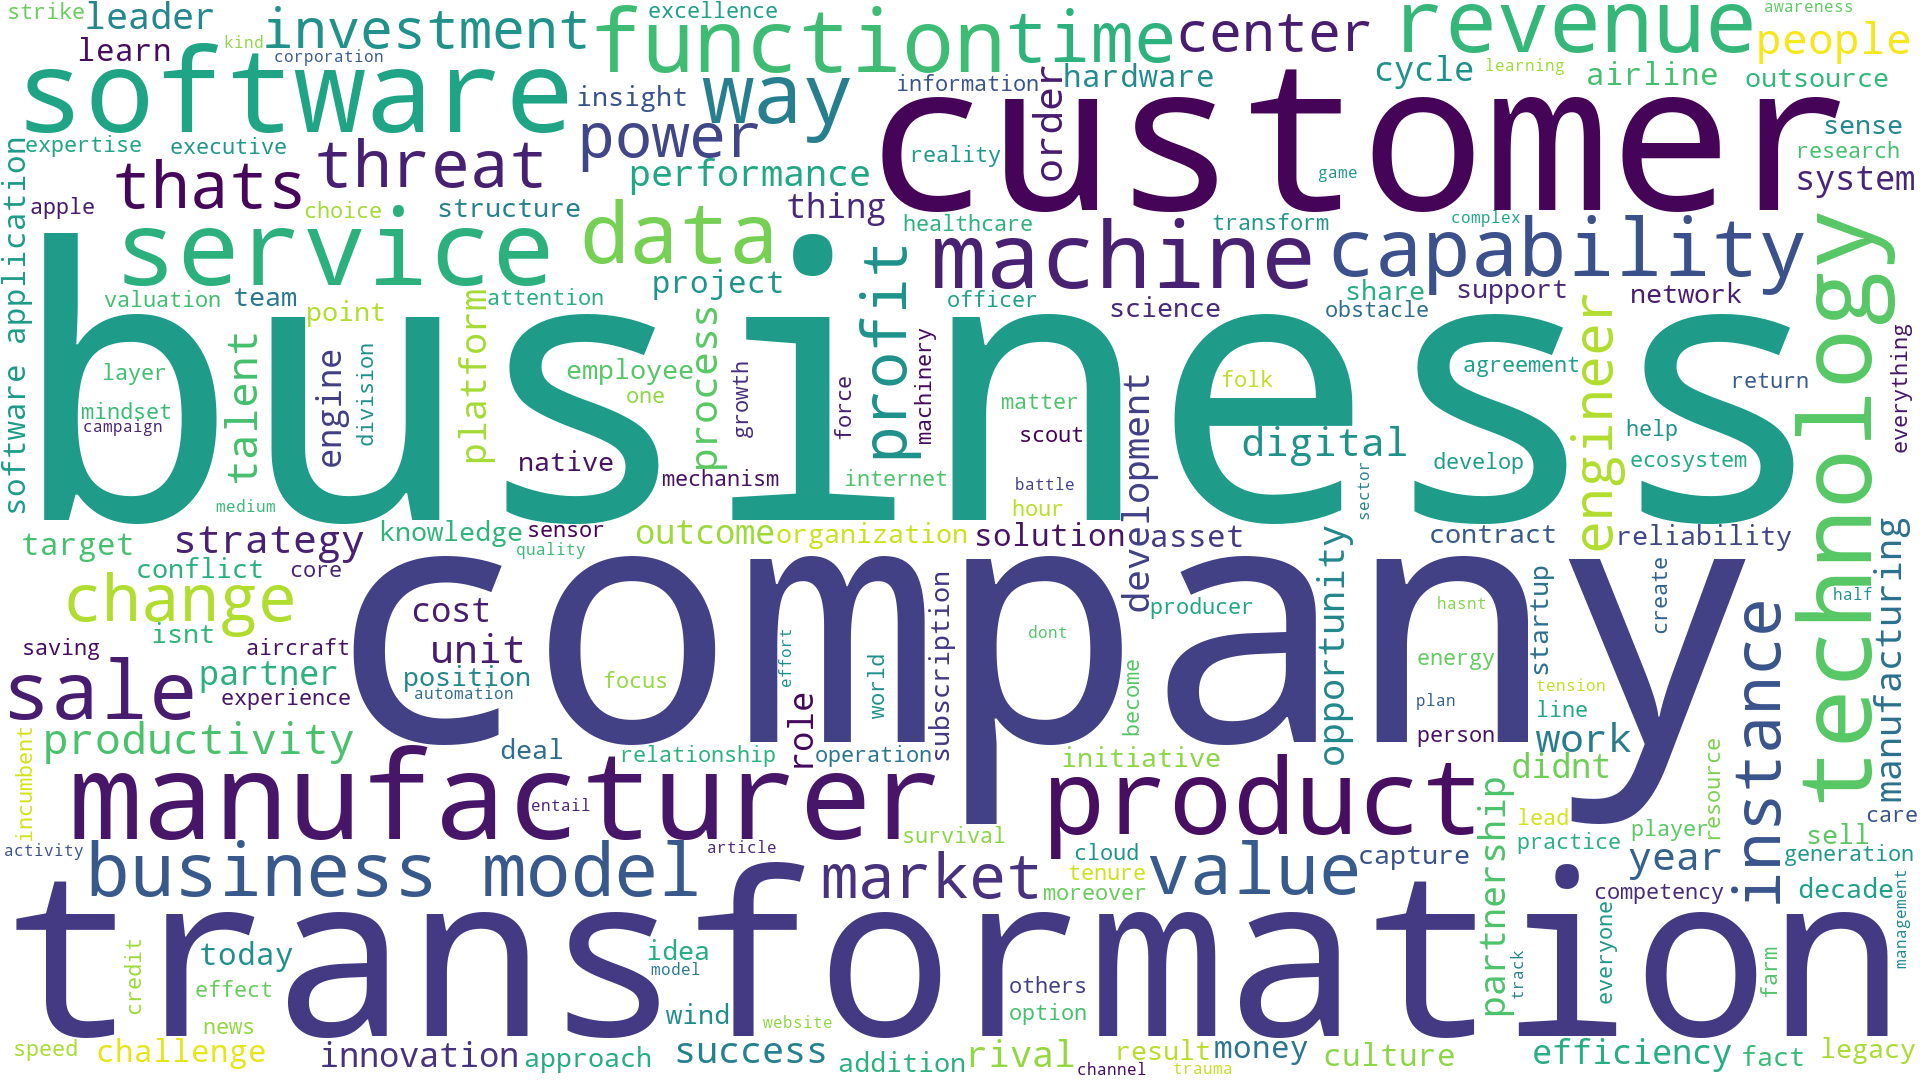 strike
leader
investment
excellence
function
time
center
revenue
awareness
people
learn
kind
corporation
software
insight
way
information
hardware
order
cycle
learning
airline
outsource
customer
expertise
executive
power
threat
thats
performance
reality
game
sense
research
system
software application
apple
choice
structure
thing
service
data
healthcare
transform
complex
machine
capability
technology
valuation
team
point
attention
project
profit
officer
science
share
obstacle
support
network
business
layer
mindset
campaign
talent
engine
division
platform
employee
one
process
growth
force
machinery
matter
scout
development
folk
digital
agreement
engineer
return
everything
help
ecosystem
native
mechanism
internet
battle
hour
develop
sector
medium
target
strategy
knowledge
sensor
quality
outcome
organization
solution
asset
opportunity
contract
reliability
manufacturing
conflict
core
change
isnt
cost
unit
company
subscription
dont
producer
hasnt
startup
create
half
saving
aircraft
partner
experience
position
automation
focus
effort
world
role
become
energy
plan
person
tension
line
work
instance
sale
productivity
deal
relationship
operation
initiative
didnt
resource
incumbent
manufacturer
entail
product
partnership
lead
practice
player
sell
care
activity
article
survival
business model
market
cloud
tenure
moreover
value
capture
year
generation
competency
decade
management
transformation
credit
today
effect
news
idea
model
wind
website
others
option
track
everyone
farm
speed
challenge
innovation
approach
success
addition
rival
channel
result
trauma
money
culture
efficiency
fact
legacy